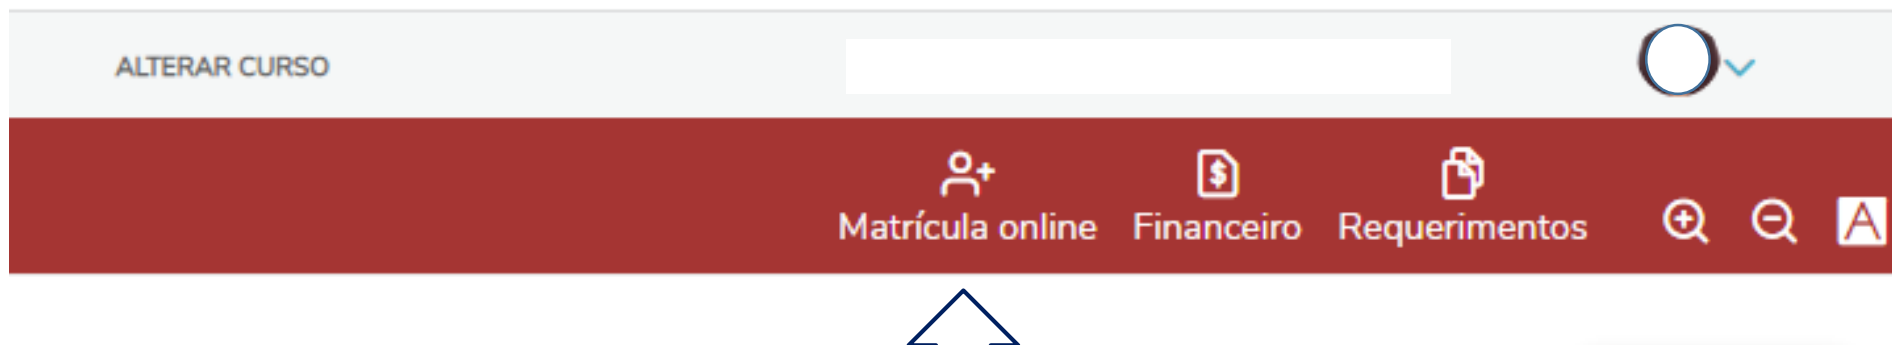 ALTERAR CURSO
Matrícula online Financeiro Requerimentos A